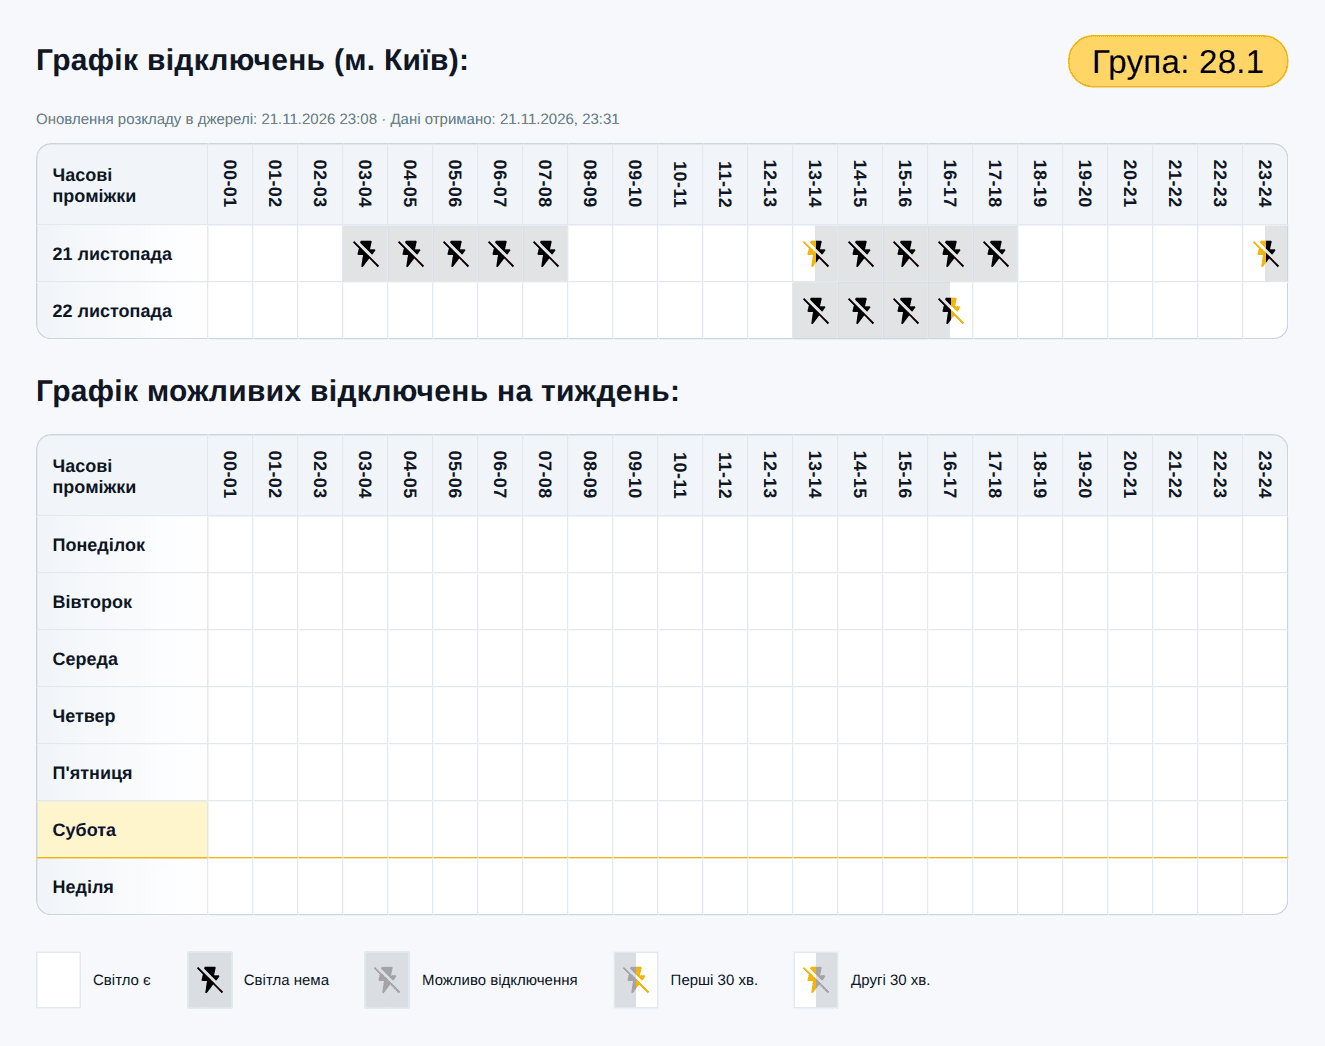 Графік відключень (м. Київ):
Група: 28.1
Оновлення розкладу в джерелі: 21.11.2026 23:08 · Дані отримано: 21.11.2026, 23:31
Часові проміжки 00-01 01-02 02-03 03-04 04-05 05-06 06-07 07-08 08-09 09-10 10-11 11-12 12-13 13-14 14-15 15-16 16-17 17-18 18-19 19-20 20-21 21-22 22-23 23-24
21 листопада
22 листопада
Графік можливих відключень на тиждень:
Часові проміжки 00-01 01-02 02-03 03-04 04-05 05-06 06-07 07-08 08-09 09-10 10-11 11-12 12-13 13-14 14-15 15-16 16-17 17-18 18-19 19-20 20-21 21-22 22-23 23-24
Понеділок
Вівторок
Середа
Четвер
П'ятниця
Субота
Неділя
Світло є Світла нема Можливо відключення Перші 30 хв. Другі 30 хв.